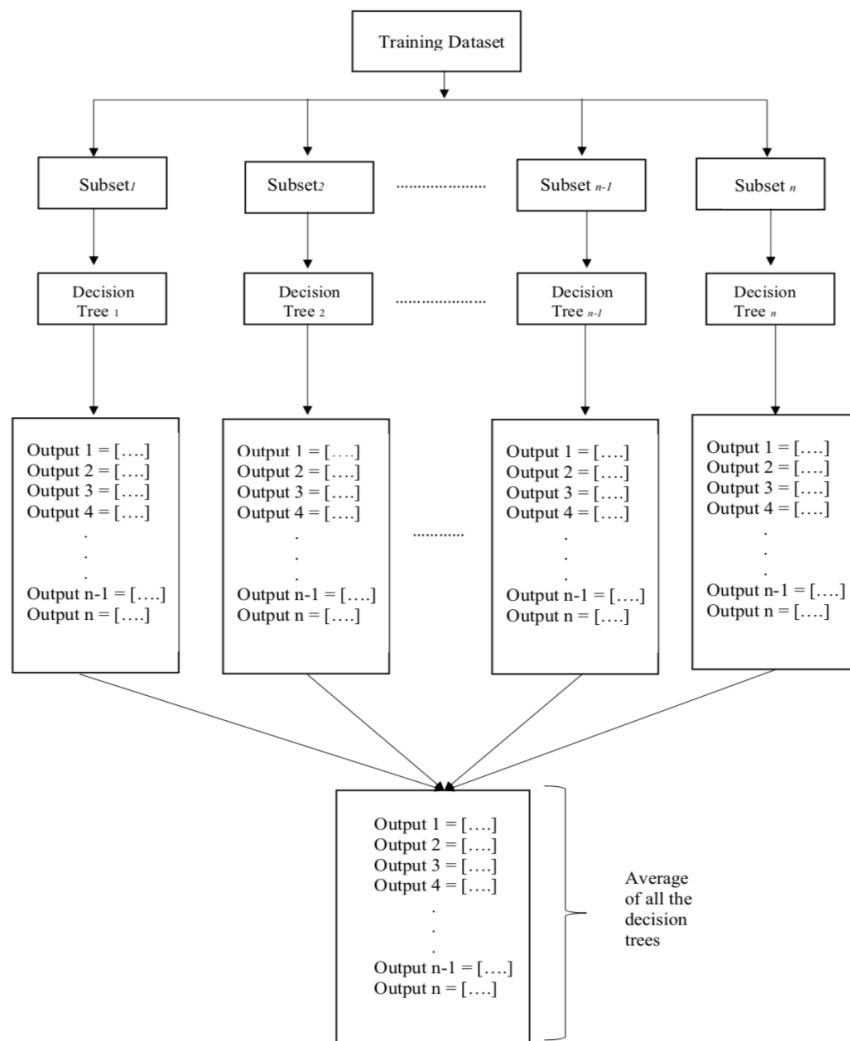 Training Dataset
Subset1
Subset2
....................
Subset n-1
Subset n
Decision
Tree 1
Decision
Tree 2
....................
Decision
Tree n-1
Decision
Tree n
Output 1 = [….]
Output 2 = [….]
Output 3 = [….]
Output 4 = [….]
.
.
.
Output n-1 = [….]
Output n = [….]
Output 1 = [….]
Output 2 = [….]
Output 3 = [….]
Output 4 = [….]
.
.
.
Output n-1 = [….]
Output n = [….]
...........
Output 1 = [….]
Output 2 = [….]
Output 3 = [….]
Output 4 = [….]
.
.
.
Output n-1 = [….]
Output n = [….]
Output 1 = [….]
Output 2 = [….]
Output 3 = [….]
Output 4 = [….]
.
.
.
Output n-1 = [….]
Output n = [….]
Output 1 = [….]
Output 2 = [….]
Output 3 = [….]
Output 4 = [….]
.
.
.
Output n-1 = [….]
Output n = [….]
Average
of all the
decision
trees